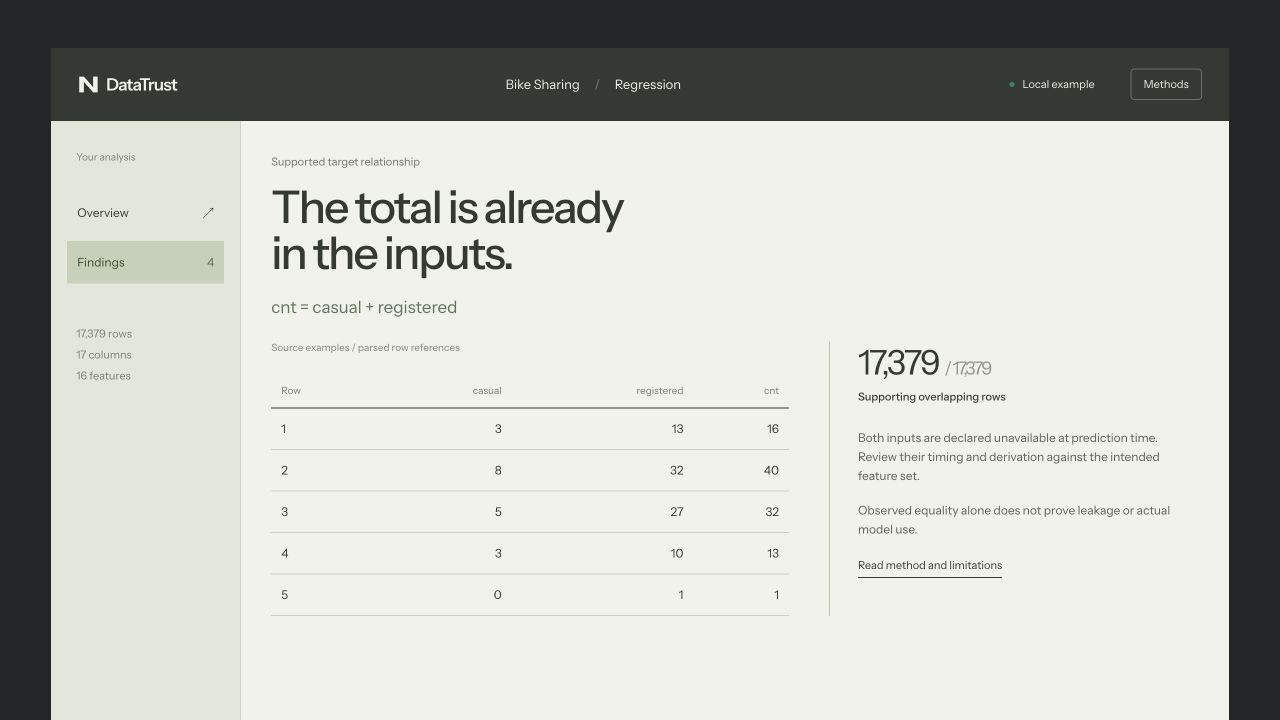 DataTrust
Bike Sharing / Regression
Local example
Methods
Your analysis
Overview ↗
Findings 4
17,379 rows
17 columns
16 features
Supported target relationship
The total is already
in the inputs.
cnt = casual + registered
Source examples / parsed row references
Row casual registered cnt
1 3 13 16
2 8 32 40
3 5 27 32
4 3 10 13
5 0 1 1
17,379 / 17,379
Supporting overlapping rows
Both inputs are declared unavailable at prediction time.
Review their timing and derivation against the intended
feature set.
Observed equality alone does not prove leakage or actual
model use.
Read method and limitations